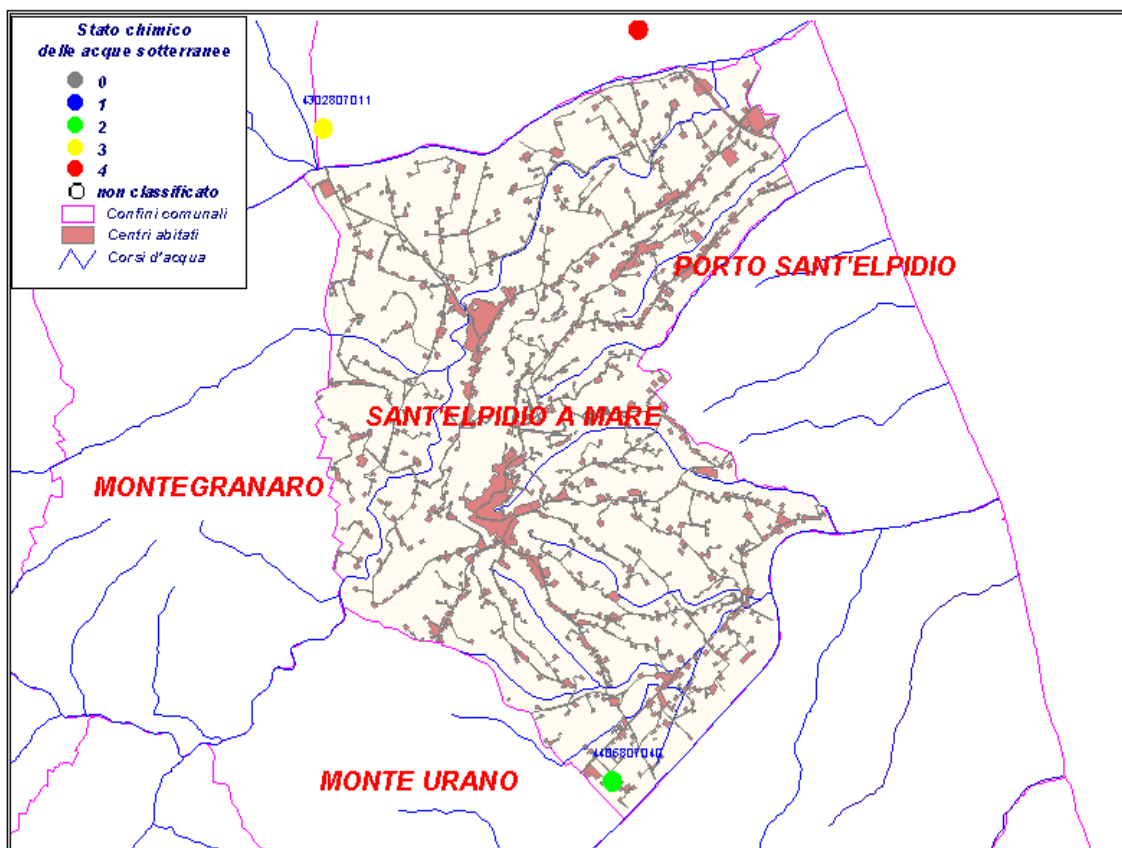 Stato chimico
delle acque sotterranee
0
1
2
3
4
non classificato
Confini comunali
Centri abitati
Corsi d'acqua
4302807011
PORTO SANT'ELPIDIO
SANT'ELPIDIO A MARE
MONTEGRANARO
MONTE URANO